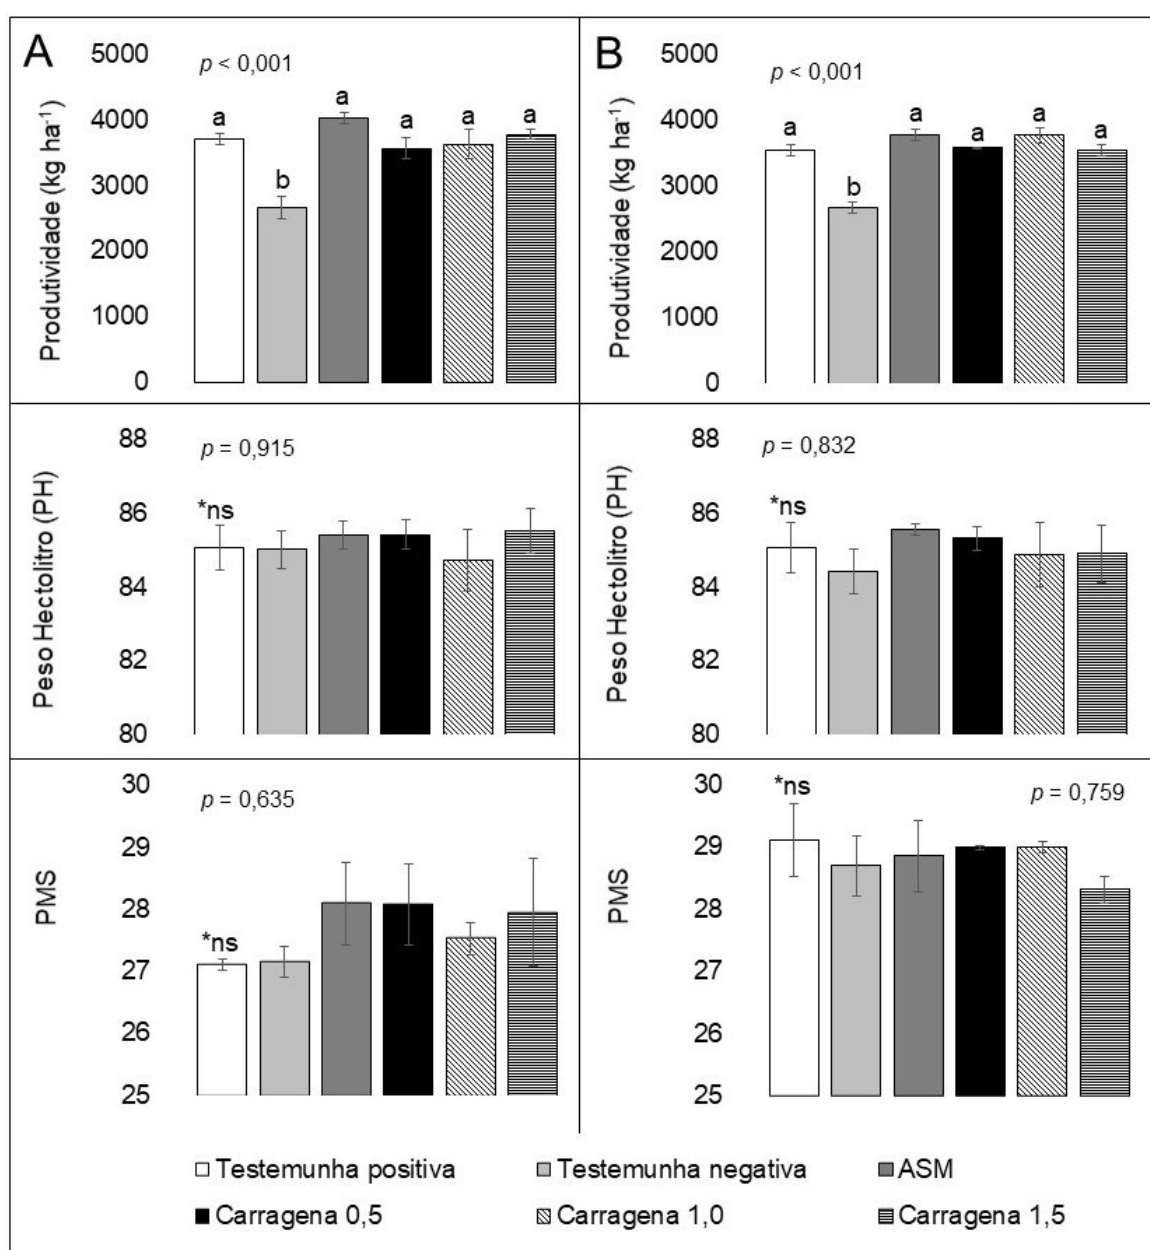 A
p < 0,001
Produtividade (kg ha⁻¹)
5000
4000
3000
2000
1000
0
a
b
a
a
a
a
B
p < 0,001
Produtividade (kg ha⁻¹)
5000
4000
3000
2000
1000
0
a
b
a
a
a
a
p = 0,915
Peso Hectolitro (PH)
88
86
84
82
80
*ns
p = 0,832
Peso Hectolitro (PH)
88
86
84
82
80
*ns
p = 0,635
PMS
30
29
28
27
26
25
*ns
p = 0,759
PMS
30
29
28
27
26
25
*ns
Testemunha positiva Testemunha negativa ASM
Carragena 0,5 Carragena 1,0 Carragena 1,5